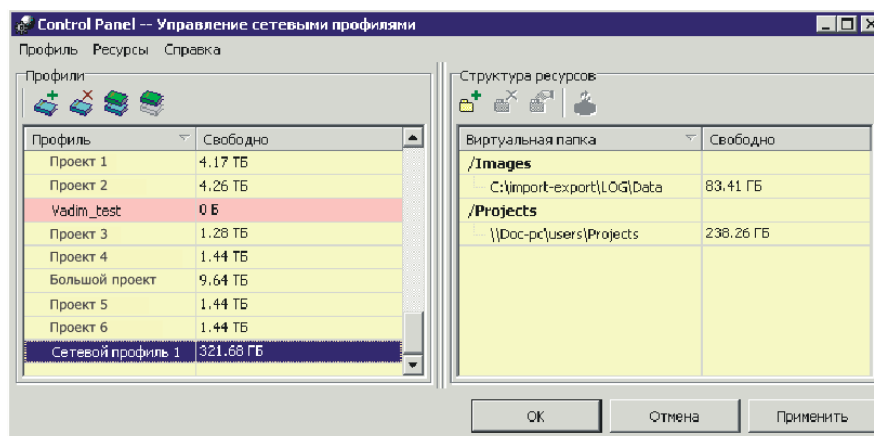 Control Panel -- Управление сетевыми профилями
Профиль Ресурсы Справка
Профили
Профиль Свободно
Проект 1 4.17 ТБ
Проект 2 4.26 ТБ
Vadim_test 0 Б
Проект 3 1.28 ТБ
Проект 4 1.44 ТБ
Большой проект 9.64 ТБ
Проект 5 1.44 ТБ
Проект 6 1.44 ТБ
Сетевой профиль 1 321.68 ГБ
Структура ресурсов
Виртуальная папка Свободно
/Images
C:\import-export\LOG\Data 83.41 ГБ
/Projects
\\Doc-pc\users\Projects 238.26 ГБ
OK Отмена Применить